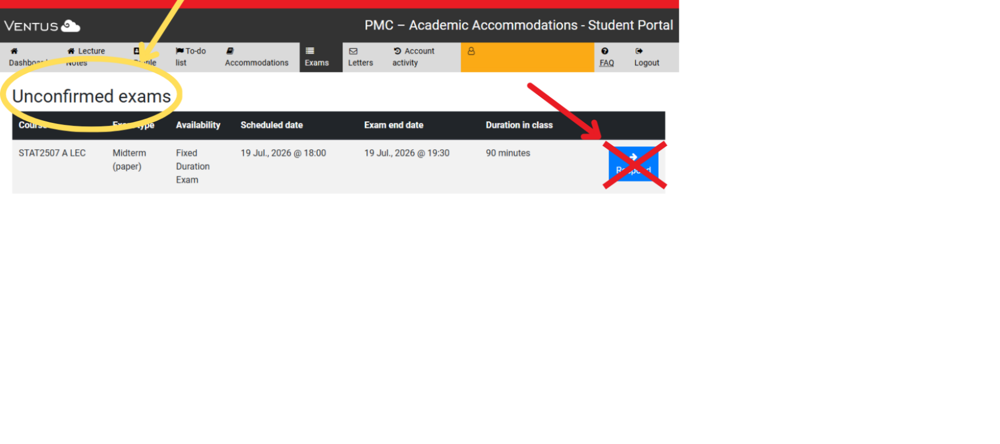 VENTUS
PMC – Academic Accommodations - Student Portal
Lecture Notes
To-do list
Accommodations
Exams
Letters
Account activity
FAQ
Logout
Unconfirmed exams
Availability Scheduled date Exam end date Duration in class
STAT2507 A LEC Midterm (paper) Fixed Duration Exam 19 Jul., 2026 @ 18:00 19 Jul., 2026 @ 19:30 90 minutes